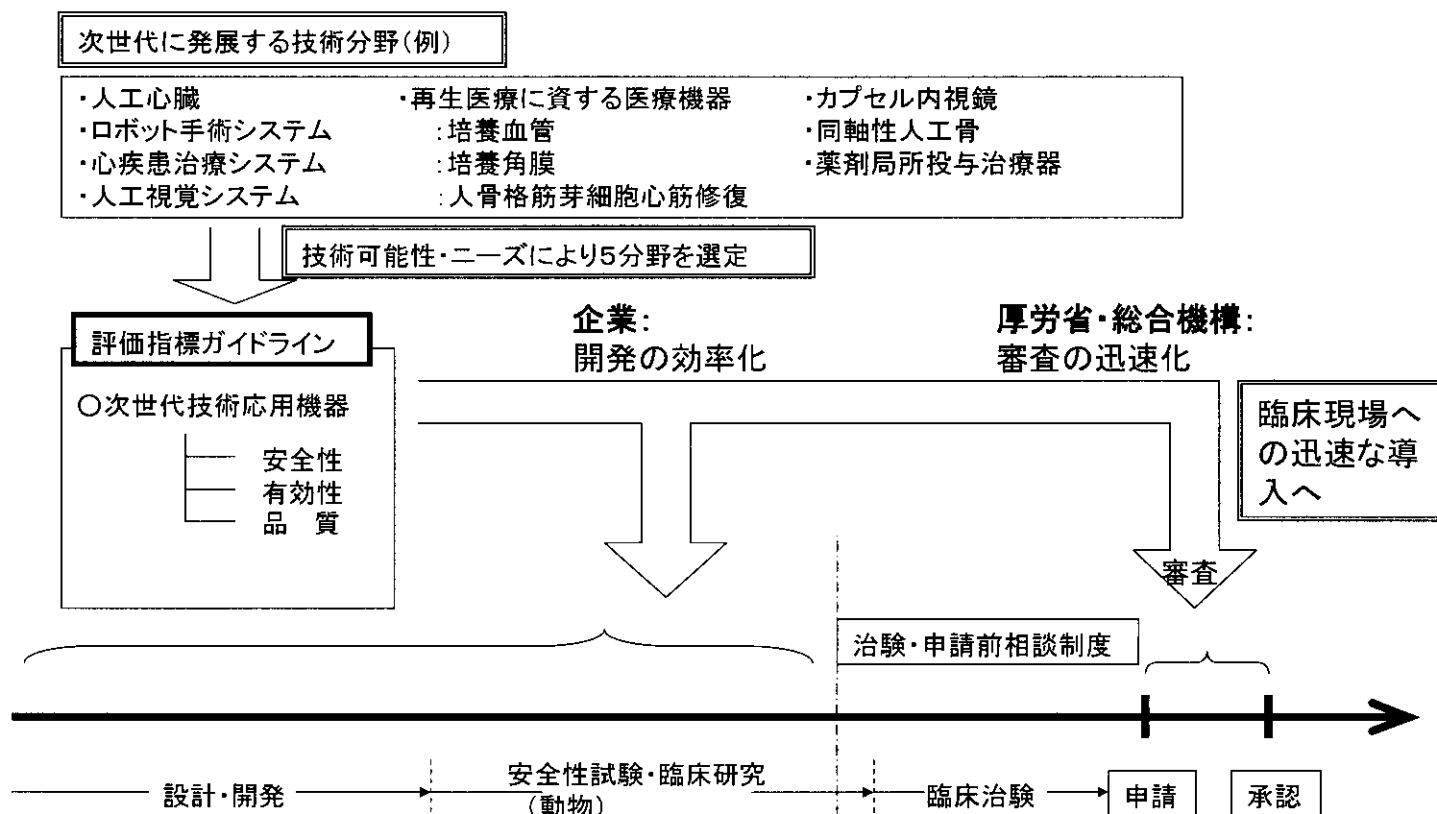 次世代に発展する技術分野(例)
・人工心臓
・ロボット手術システム
・心疾患治療システム
・人工視覚システム
・再生医療に資する医療機器
:培養血管
:培養角膜
:人骨格筋芽細胞心筋修復
・カプセル内視鏡
・同軸性人工骨
・薬剤局所投与治療器
技術可能性・ニーズにより5分野を選定
評価指標ガイドライン
〇次世代技術応用機器
安全性
有効性
品 質
企業:
開発の効率化
厚労省・総合機構:
審査の迅速化
臨床現場へ
の迅速な導
入へ
審査
治験・申請前相談制度
設計・開発
安全性試験・臨床研究
(動物)
臨床治験
申請
承認